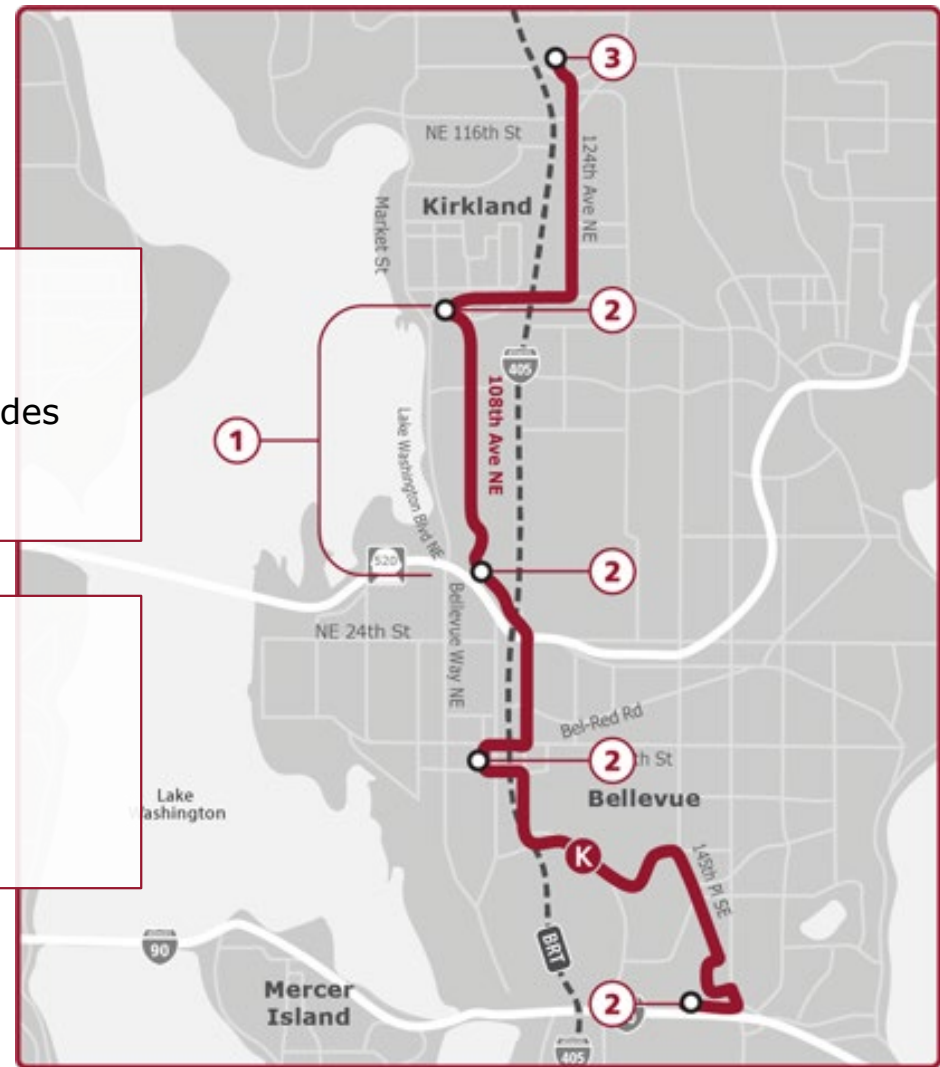 3
NE 116th St
124th Ave NE
Kirkland
Market St
2
405
108th Ave NE
des
1
Lake Washington Blvd NE
520
2
NE 24th St
Bellevue Way NE
Bel-Red Rd
2
th St
Bellevue
Lake
ashington
K
145th Pl SE
90
BRT
Mercer
Island
2
405